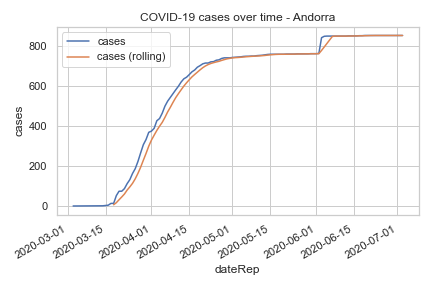 COVID-19 cases over time - Andorra
cases
cases (rolling)
cases
800
600
400
200
0
2020-03-01
2020-03-15
2020-04-01
2020-04-15
2020-05-01
2020-05-15
2020-06-01
2020-06-15
2020-07-01
dateRep